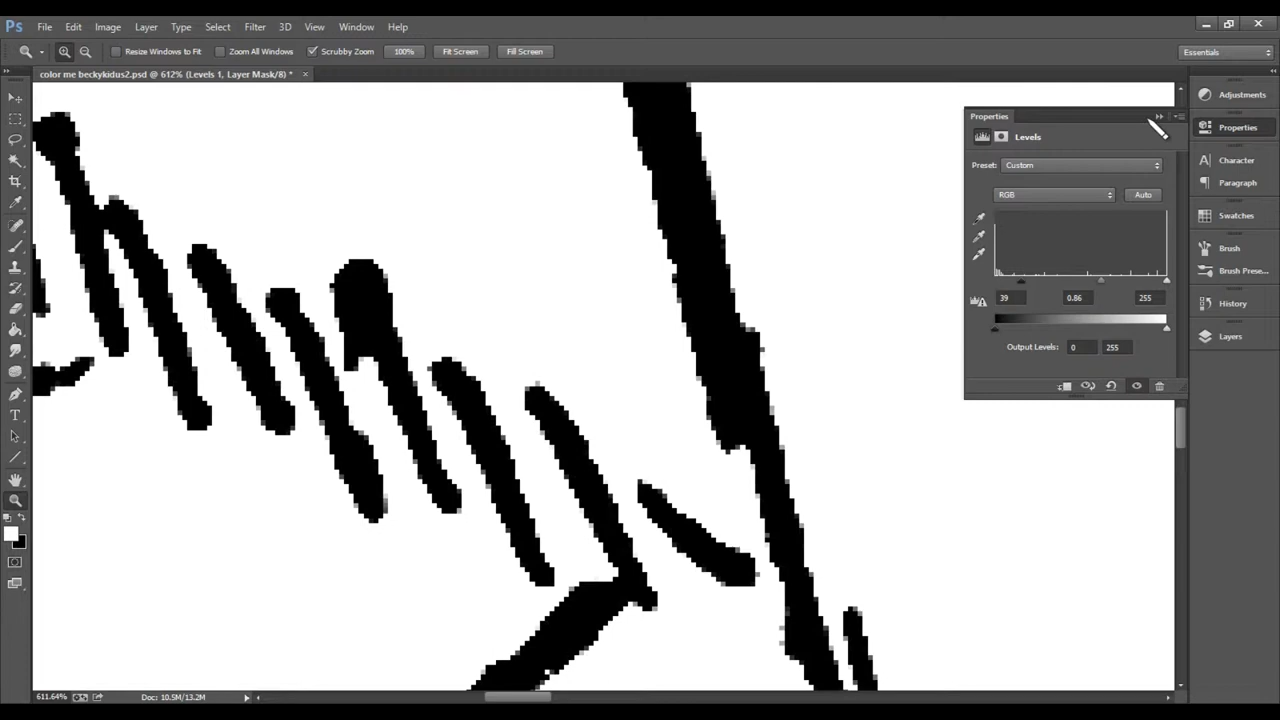 Ps File Edit Image Layer Type Select Filter 3D View Window Help
Resize Windows to Fit Zoom All Windows Scrubby Zoom 100% Fit Screen Fill Screen Essentials
color me beckykidus2.psd @ 612% (Levels 1, Layer Mask/8) * ×
Properties
Levels
Preset: Custom
RGB Auto
39 0.86 255
Output Levels: 0 255
Adjustments
Properties
Character
Paragraph
Swatches
Brush
Brush Prese...
History
Layers
611.64% Doc: 10.5M/13.2M